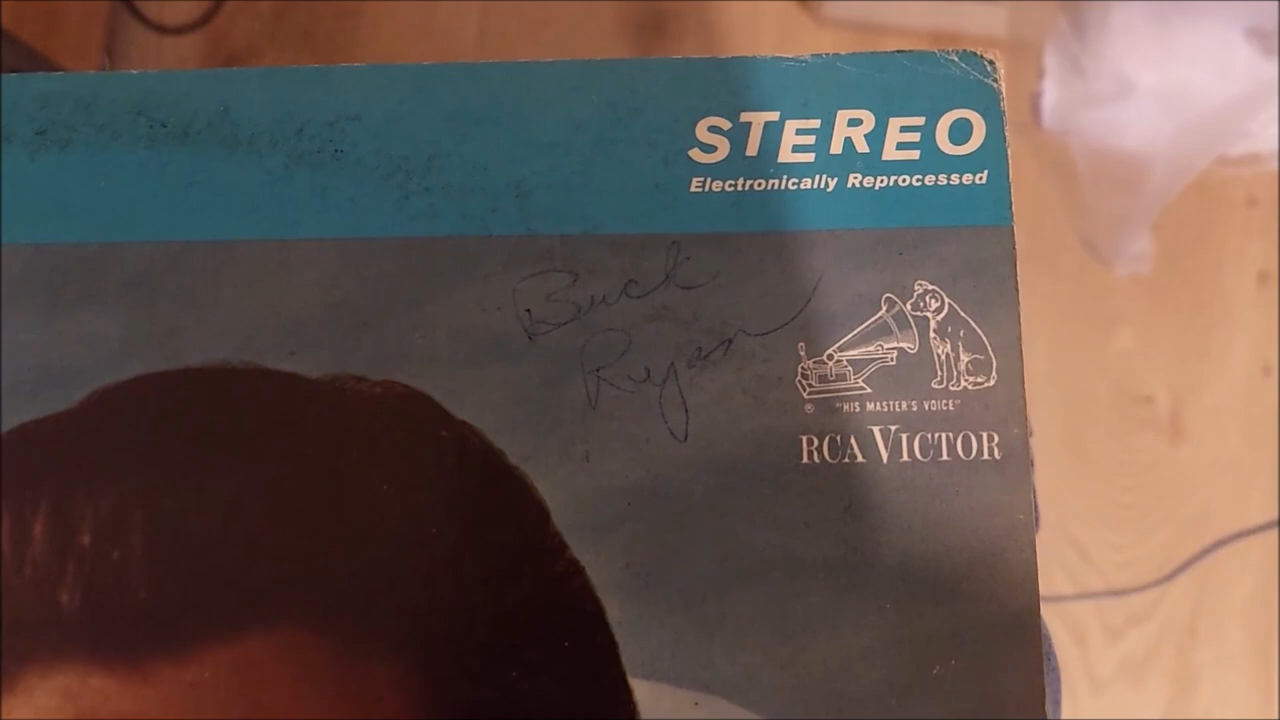 STEREO
Electronically Reprocessed
Buck
Ryan
® "HIS MASTER'S VOICE"
RCA VICTOR